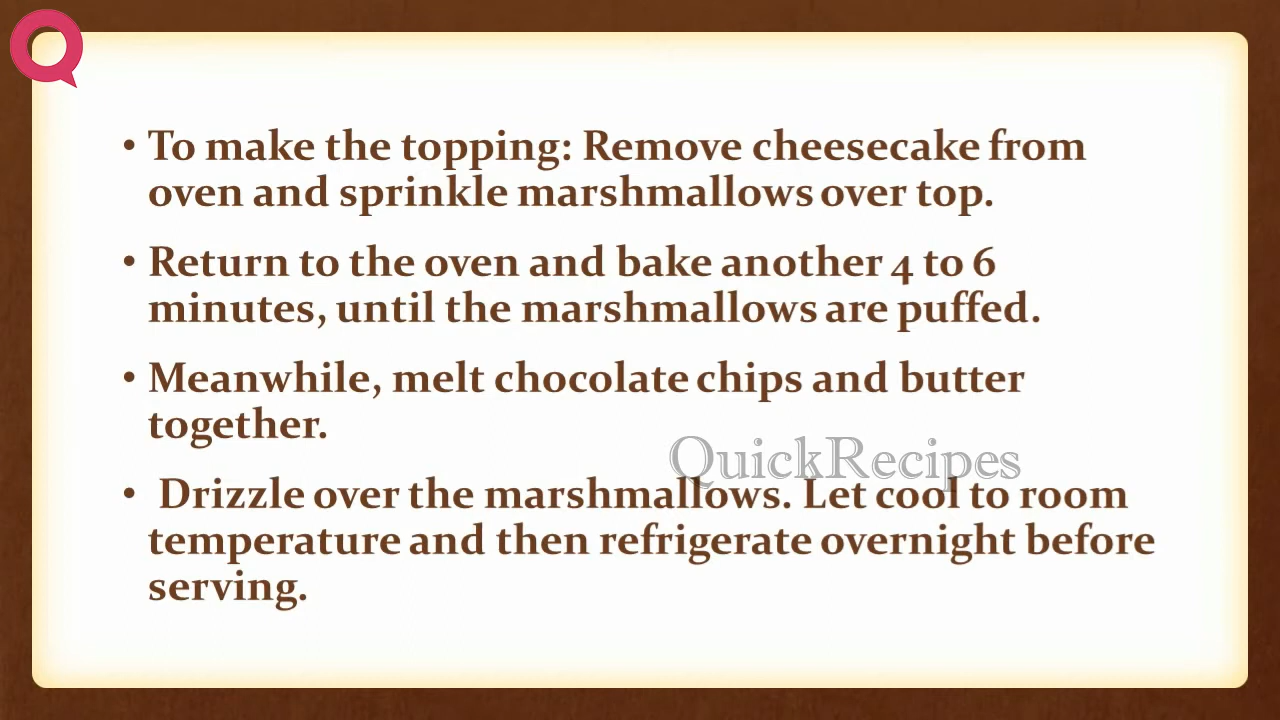 • To make the topping: Remove cheesecake from
oven and sprinkle marshmallows over top.
• Return to the oven and bake another 4 to 6
minutes, until the marshmallows are puffed.
• Meanwhile, melt chocolate chips and butter
together.
QuickRecipes
• Drizzle over the marshmallows. Let cool to room
temperature and then refrigerate overnight before
serving.